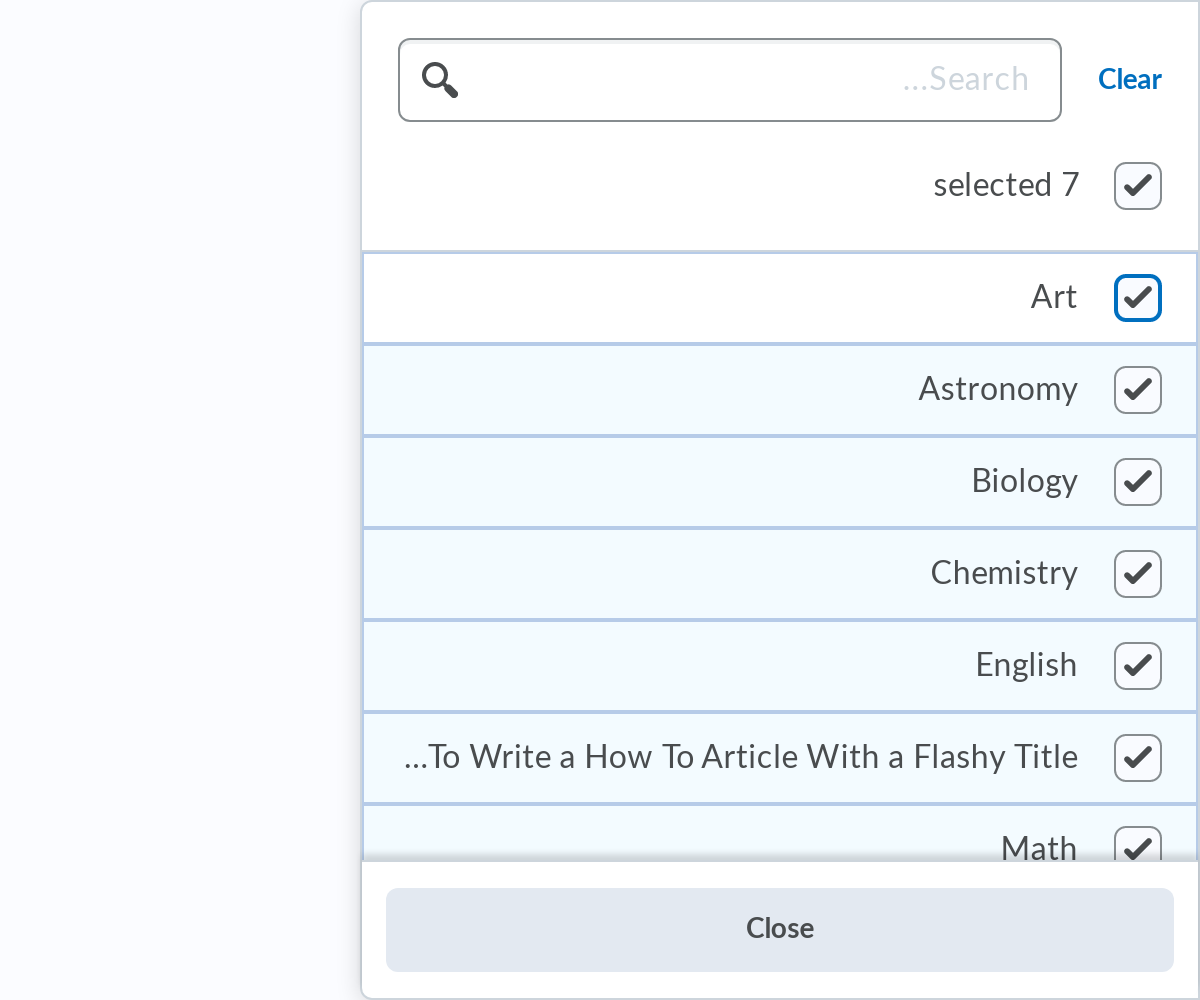 ...Search
Clear
selected 7
Art
Astronomy
Biology
Chemistry
English
...To Write a How To Article With a Flashy Title
Math
Close